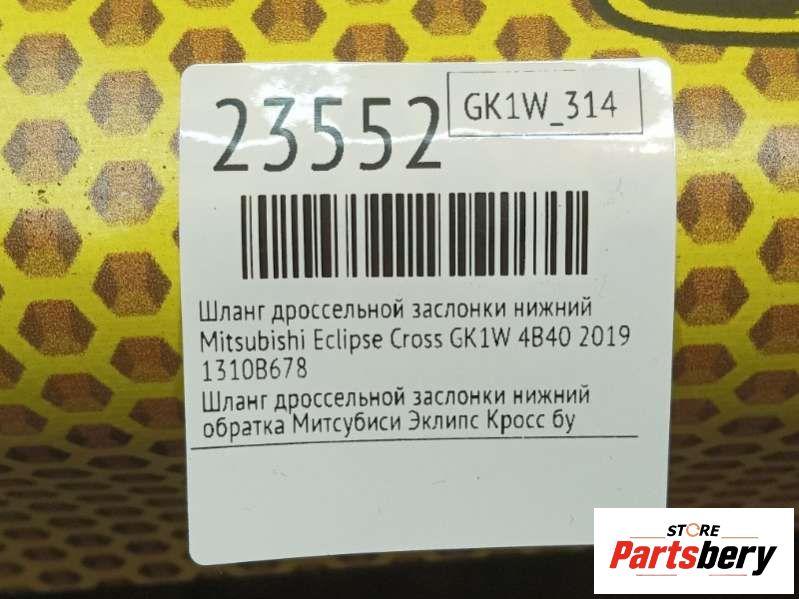 23552
GK1W_314
Шланг дроссельной заслонки нижний
Mitsubishi Eclipse Cross GK1W 4B40 2019
1310B678
Шланг дроссельной заслонки нижний
обратка Митсубиси Эклипс Кросс бу
STORE
Partsbery